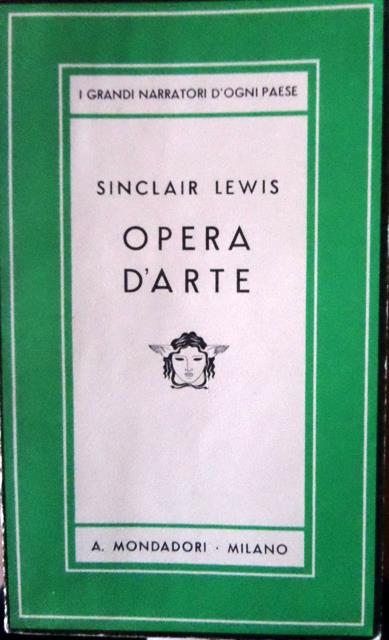 I GRANDI NARRATORI D'OGNI PAESE
SINCLAIR LEWIS
OPERA
D'ARTE
A. MONDADORI · MILANO